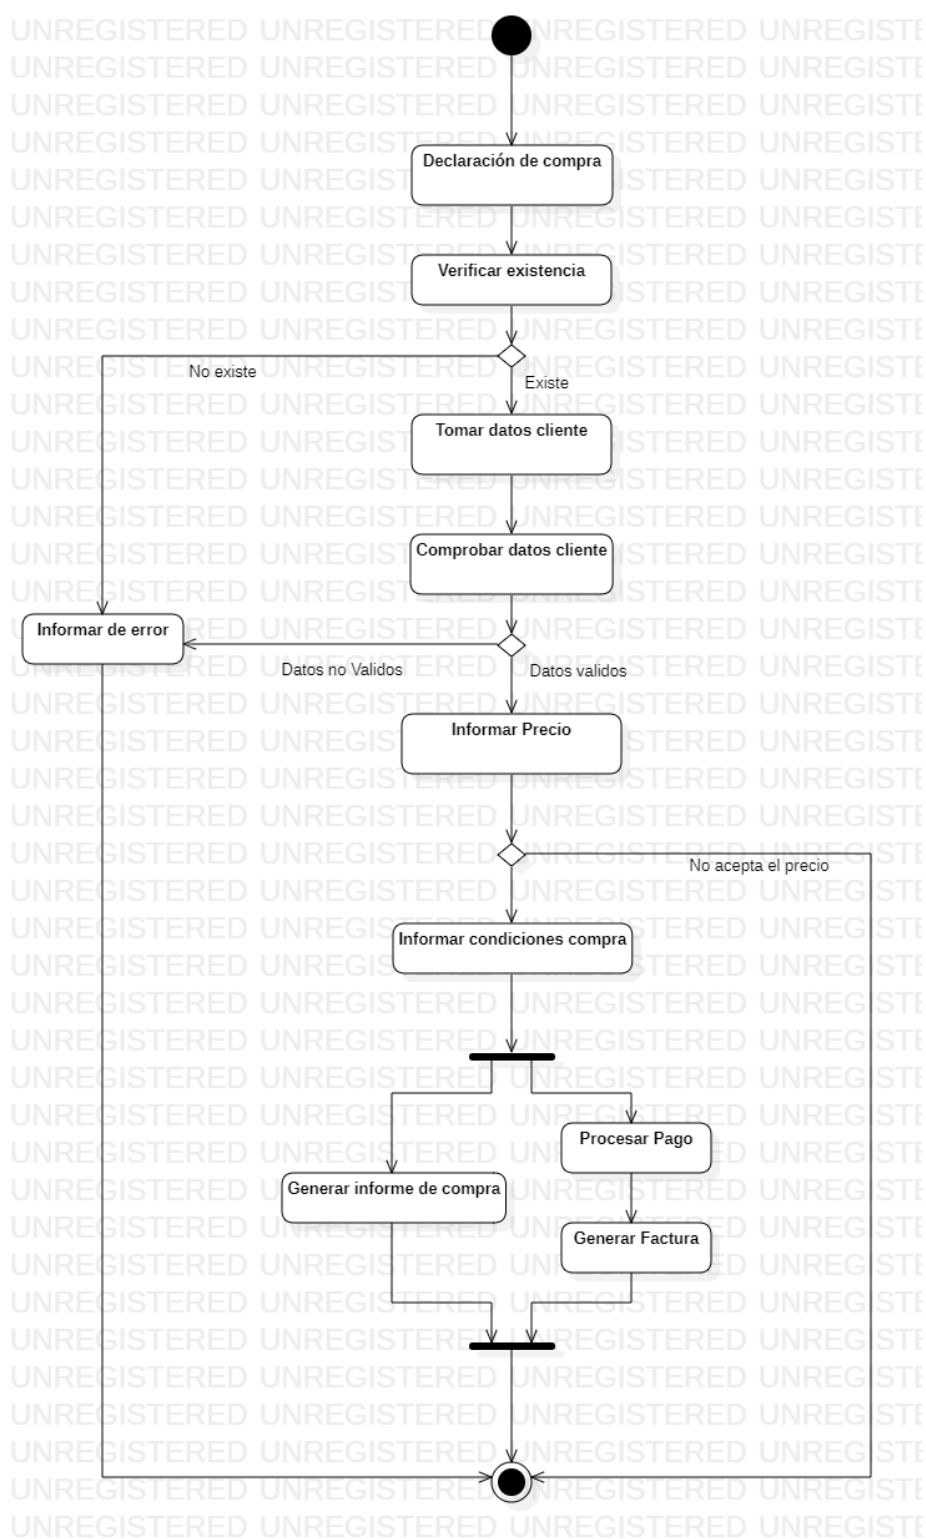 Declaración de compra
Verificar existencia
No existe
Existe
Tomar datos cliente
Comprobar datos cliente
Informar de error
Datos no Validos
Datos validos
Informar Precio
No acepta el precio
Informar condiciones compra
Procesar Pago
Generar informe de compra
Generar Factura
UNREGISTERED